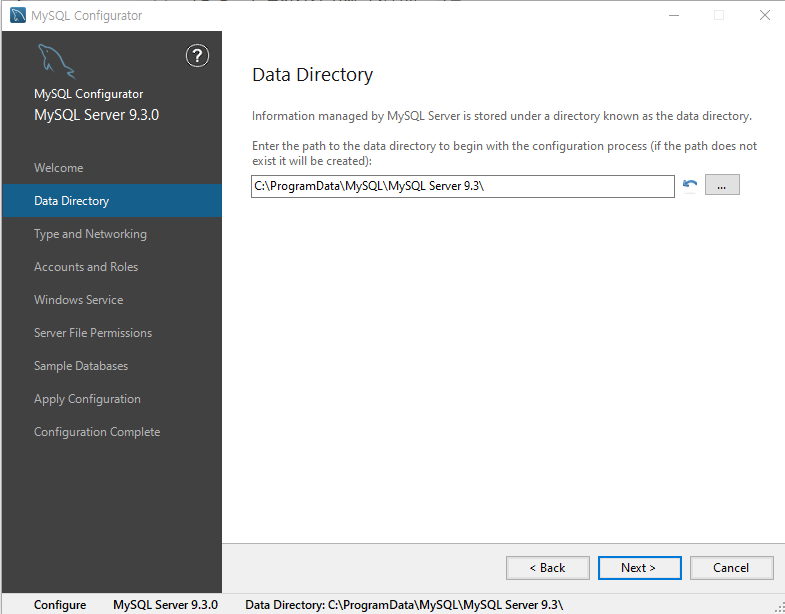 MySQL Configurator
?
MySQL Configurator
MySQL Server 9.3.0
Welcome
Data Directory
Type and Networking
Accounts and Roles
Windows Service
Server File Permissions
Sample Databases
Apply Configuration
Configuration Complete
Data Directory
Information managed by MySQL Server is stored under a directory known as the data directory.
Enter the path to the data directory to begin with the configuration process (if the path does not
exist it will be created):
C:\ProgramData\MySQL\MySQL Server 9.3\
...
< Back
Next >
Cancel
Configure
MySQL Server 9.3.0
Data Directory: C:\ProgramData\MySQL\MySQL Server 9.3\